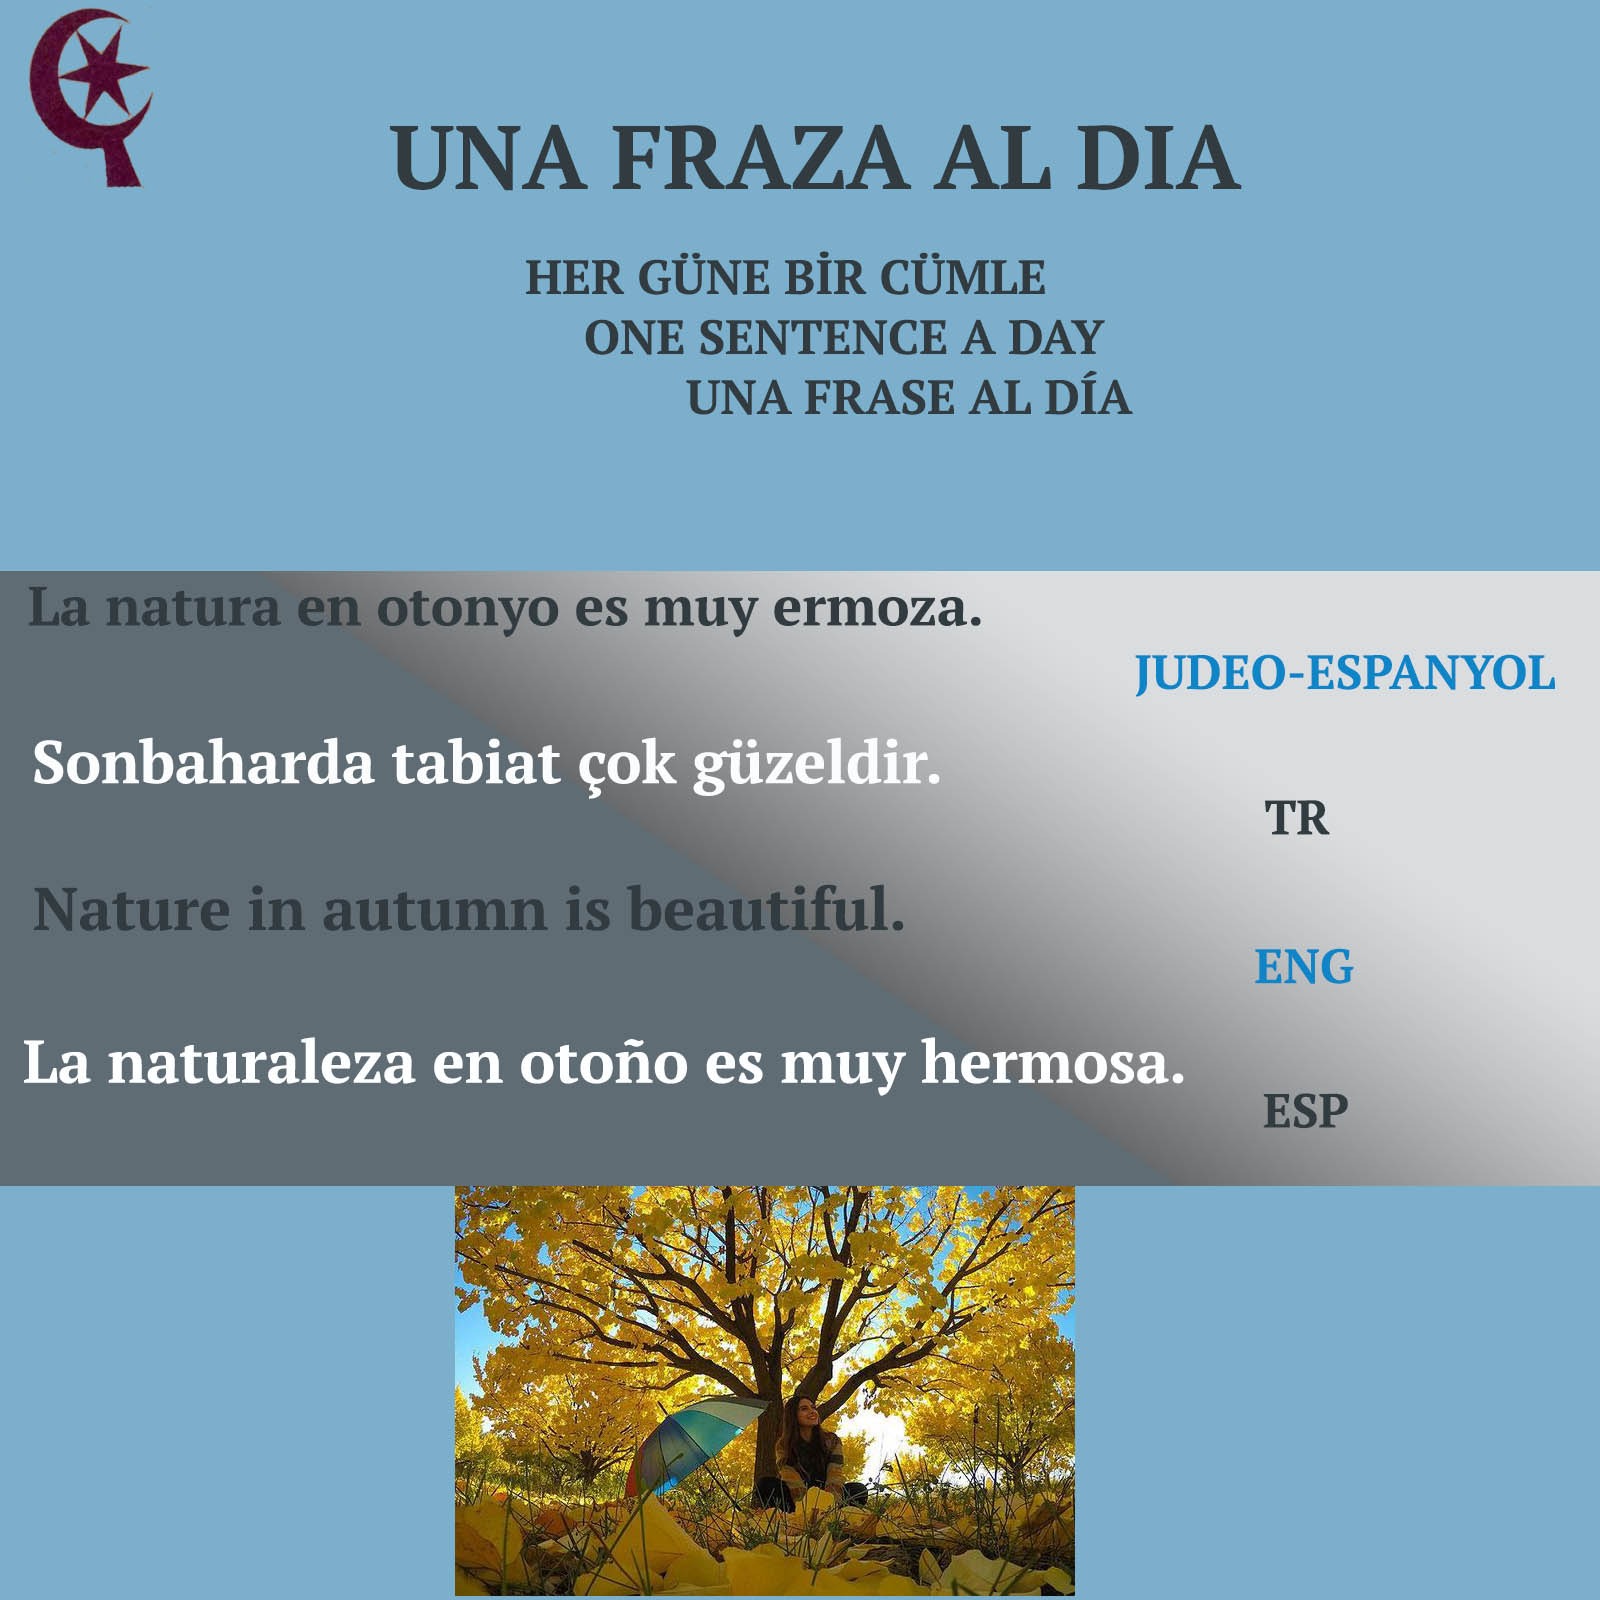 UNA FRAZA AL DIA
HER GÜNE BİR CÜMLE
ONE SENTENCE A DAY
UNA FRASE AL DÍA
La natura en otonyo es muy ermoza.
JUDEO-ESPANYOL
Sonbaharda tabiat çok güzeldir.
TR
Nature in autumn is beautiful.
ENG
La naturaleza en otoño es muy hermosa.
ESP